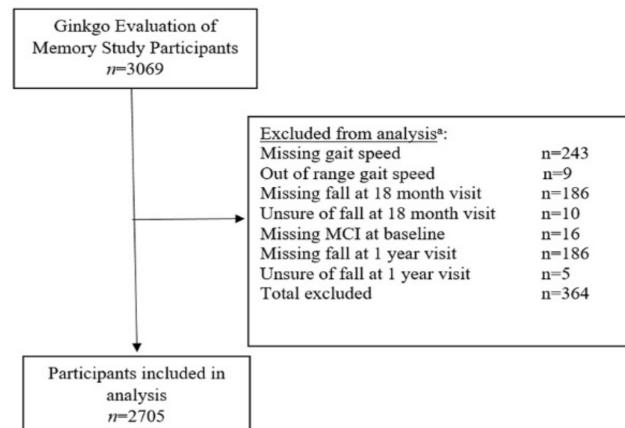 Ginkgo Evaluation of
Memory Study Participants
n=3069
Excluded from analysisᵃ:
Missing gait speed n=243
Out of range gait speed n=9
Missing fall at 18 month visit n=186
Unsure of fall at 18 month visit n=10
Missing MCI at baseline n=16
Missing fall at 1 year visit n=186
Unsure of fall at 1 year visit n=5
Total excluded n=364
Participants included in
analysis
n=2705